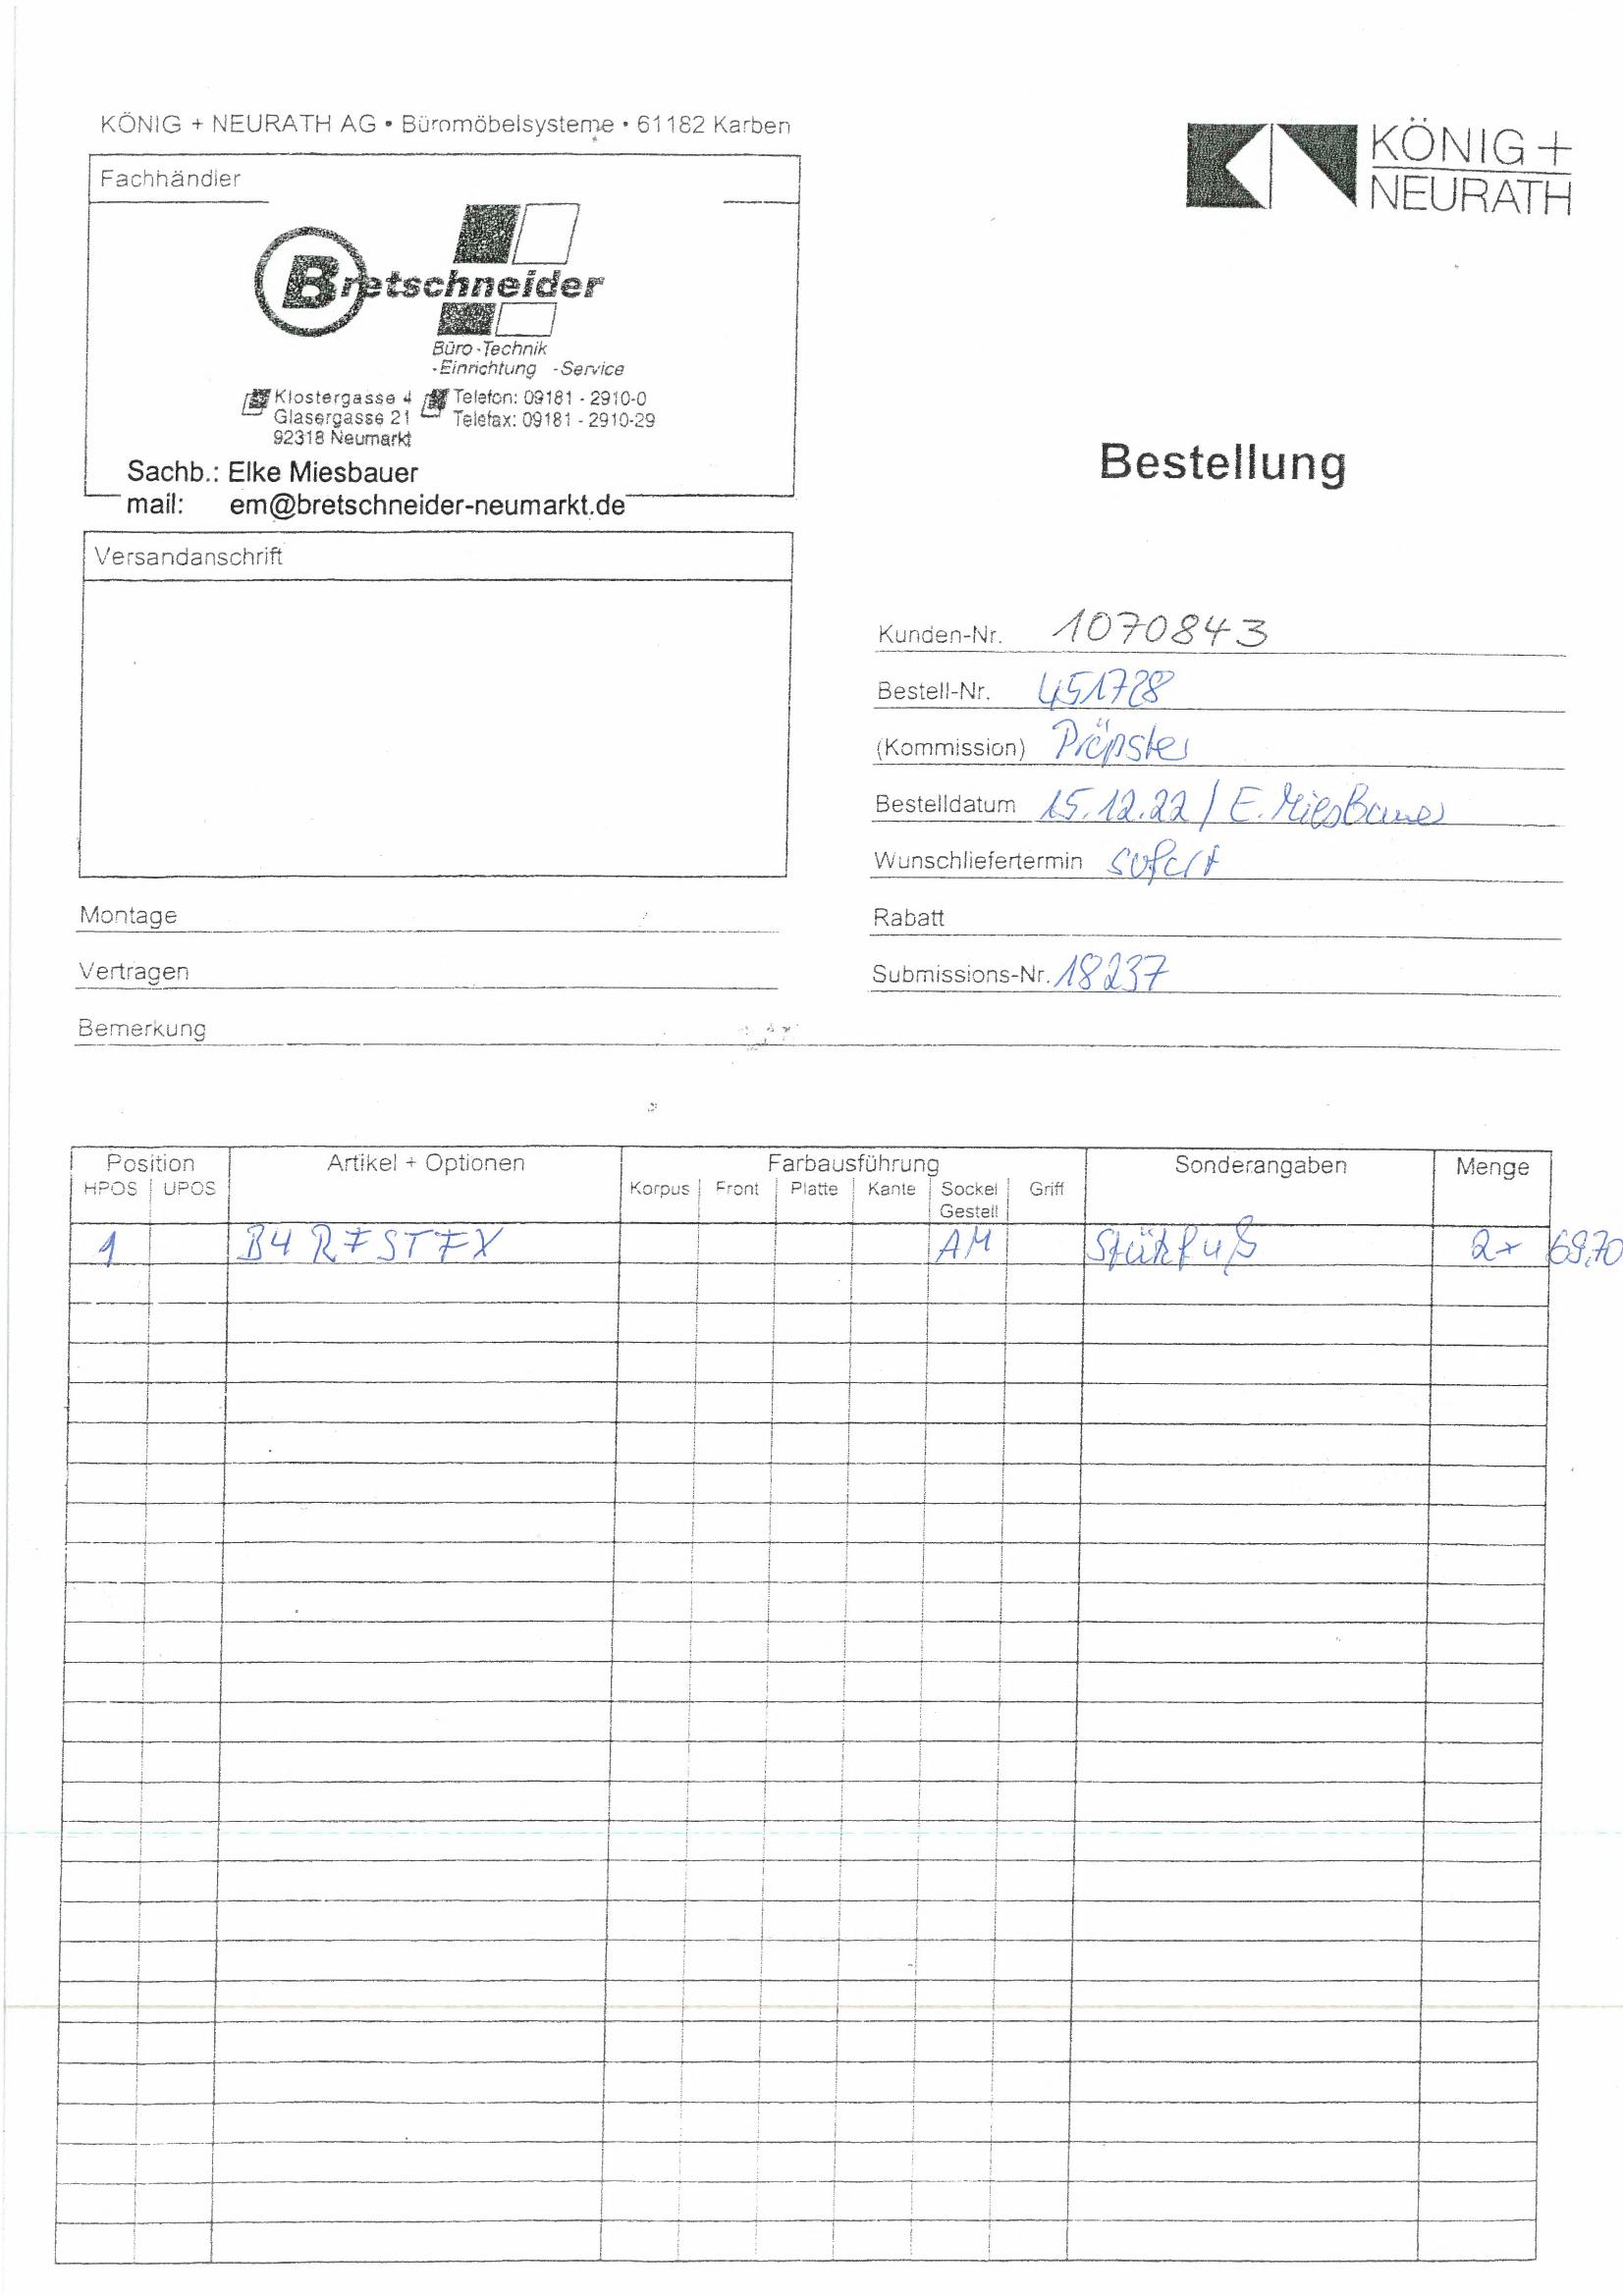 KÖNIG + NEURATH AG • Büromöbelsysteme • 61182 Karben
KÖNIG +
NEURATH
Fachhändler
Bretschneider
Büro-Technik
-Einrichtung -Service
Klostergasse 4 Telefon: 09181 - 2910-0
Glasergasse 21 Telefax: 09181 - 2910-29
92318 Neumarkt
Sachb.: Elke Miesbauer
mail: em@bretschneider-neumarkt.de
Bestellung
Versandanschrift
Kunden-Nr. 1070843
Bestell-Nr. 451728
(Kommission) Pröpster
Bestelldatum 15.12.22 / E. Miesbauer
Wunschliefertermin sofort
Montage
Rabatt
Vertragen
Submissions-Nr. 18237
Bemerkung
Position Artikel + Optionen Farbausführung Sonderangaben Menge
HPOS UPOS Korpus Front Platte Kante Sockel Griff
Gestell
1 AM Stützfuß 2x 69,70